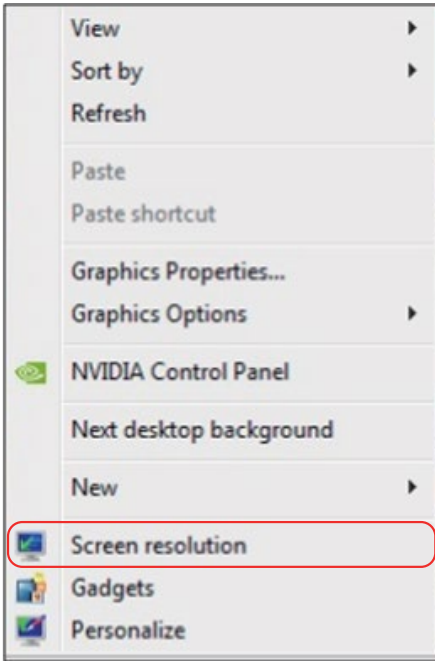 View
Sort by
Refresh
Paste
Paste shortcut
Graphics Properties...
Graphics Options
NVIDIA Control Panel
Next desktop background
New
Screen resolution
Gadgets
Personalize